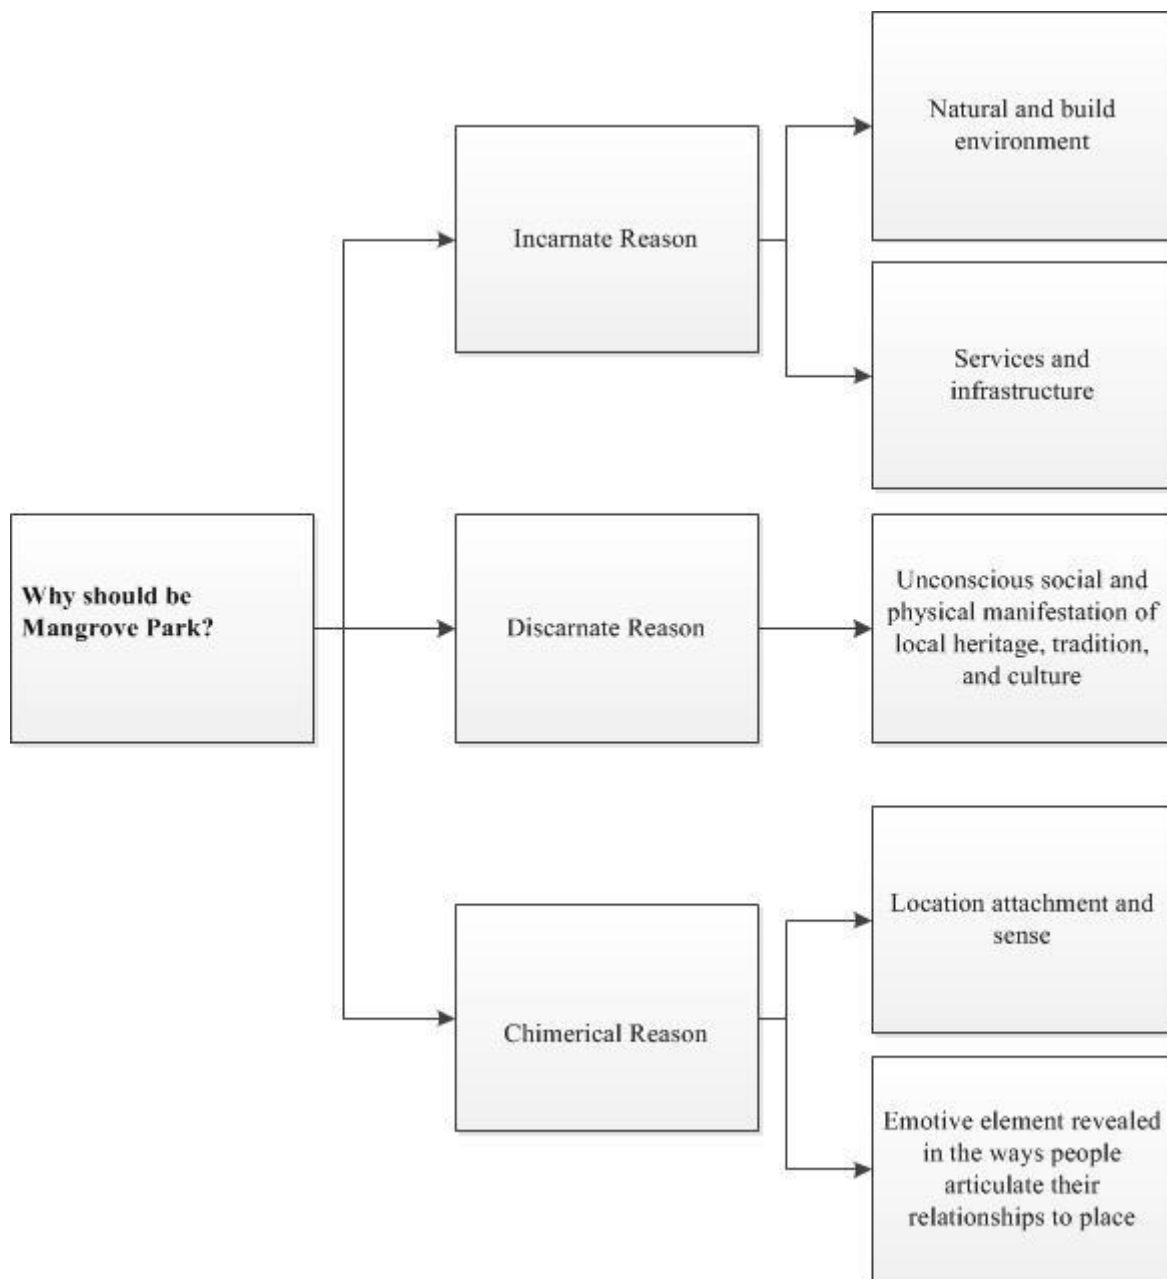 Why should be
Mangrove Park?
Incarnate Reason
Natural and build
environment
Services and
infrastructure
Discarnate Reason
Unconscious social and
physical manifestation of
local heritage, tradition,
and culture
Chimerical Reason
Location attachment and
sense
Emotive element revealed
in the ways people
articulate their
relationships to place